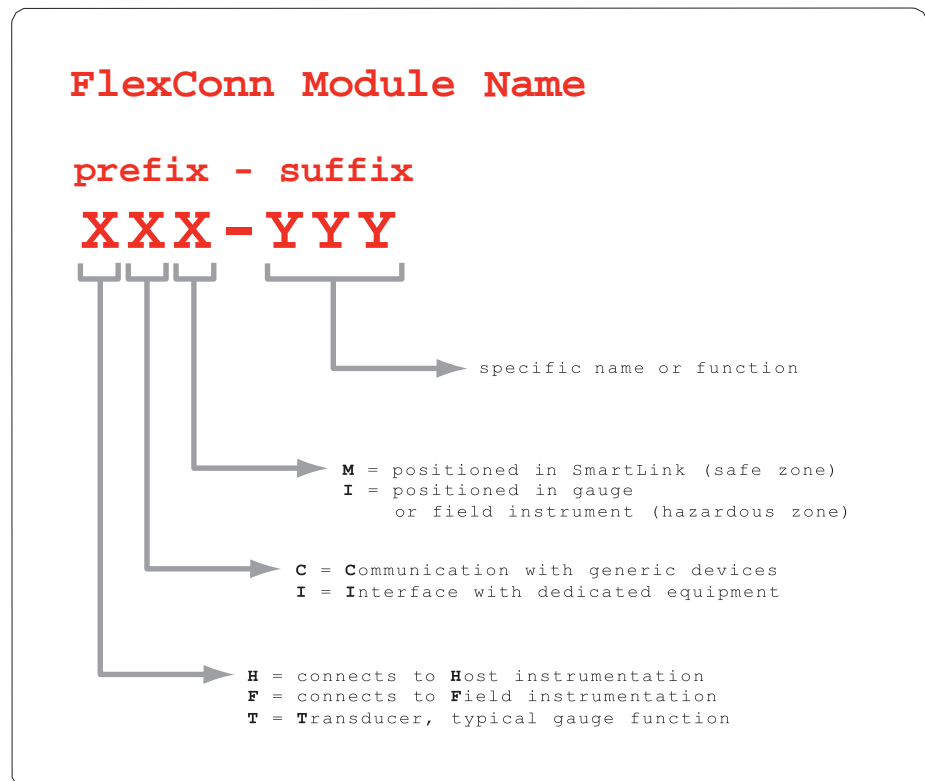 FlexConn Module Name
prefix - suffix
XXX-YYY
specific name or function
M = positioned in SmartLink (safe zone)
I = positioned in gauge
or field instrument (hazardous zone)
C = Communication with generic devices
I = Interface with dedicated equipment
H = connects to Host instrumentation
F = connects to Field instrumentation
T = Transducer, typical gauge function